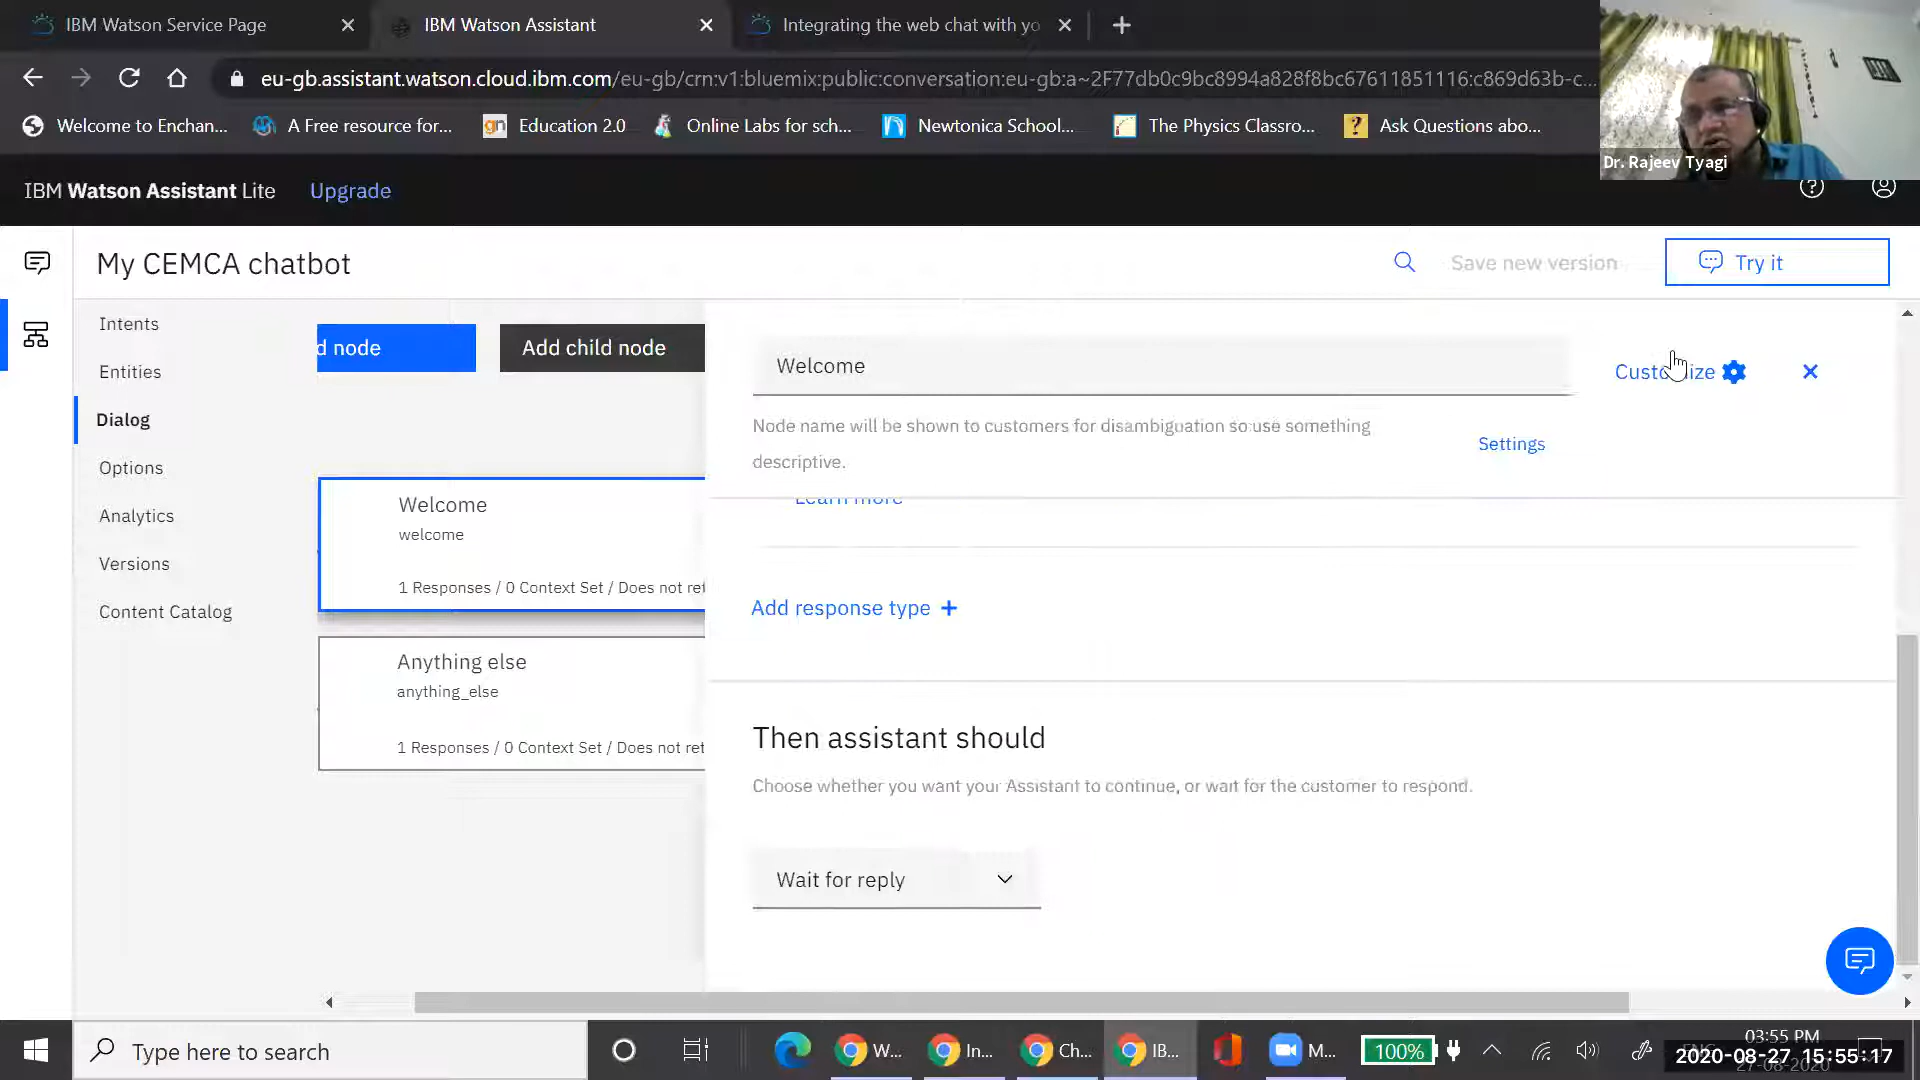 IBM Watson Service Page
IBM Watson Assistant
Integrating the web chat with yo
eu-gb.assistant.watson.cloud.ibm.com/eu-gb/crn:v1:bluemix:public:conversation:eu-gb:a~2F77db0c9bc8994a828f8bc67611851116:c869d63b-c...
Welcome to Enchan...
A Free resource for...
gn Education 2.0
Online Labs for sch...
Newtonica School...
The Physics Classro...
Ask Questions abo...
Dr. Rajeev Tyagi
IBM Watson Assistant Lite
Upgrade
My CEMCA chatbot
Save new version
Try it
Intents
Entities
Dialog
Options
Analytics
Versions
Content Catalog
d node
Add child node
Welcome
welcome
1 Responses / 0 Context Set / Does not ret
Anything else
anything_else
1 Responses / 0 Context Set / Does not ret
Welcome
Customize
Node name will be shown to customers for disambiguation so use something
descriptive.
Settings
Learn more
Add response type +
Then assistant should
Choose whether you want your Assistant to continue, or wait for the customer to respond.
Wait for reply
Type here to search
W...
In...
Ch...
IB...
M...
100%
03:55 PM
2020-08-27 15:55:17
27-08-2020